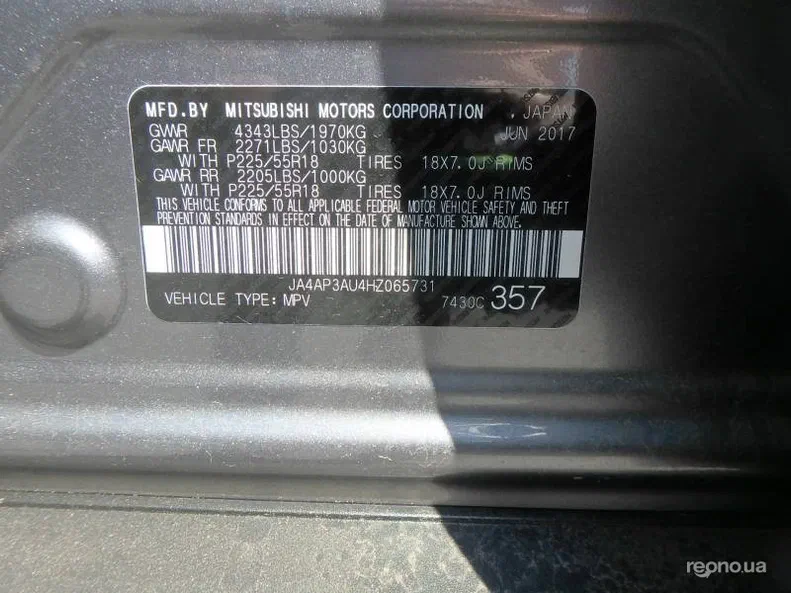 MFD.BY MITSUBISHI MOTORS CORPORATION , JAPAN
GVWR 4343LBS/1970KG JUN 2017
GAWR FR 2271LBS/1030KG
WITH P225/55R18 TIRES 18X7.0J RIMS
GAWR RR 2205LBS/1000KG
WITH P225/55R18 TIRES 18X7.0J RIMS
THIS VEHICLE CONFORMS TO ALL APPLICABLE FEDERAL MOTOR VEHICLE SAFETY AND THEFT
PREVENTION STANDARDS IN EFFECT ON THE DATE OF MANUFACTURE SHOWN ABOVE.
JA4AP3AU4HZ065731
VEHICLE TYPE: MPV 7430C 357
reono.ua